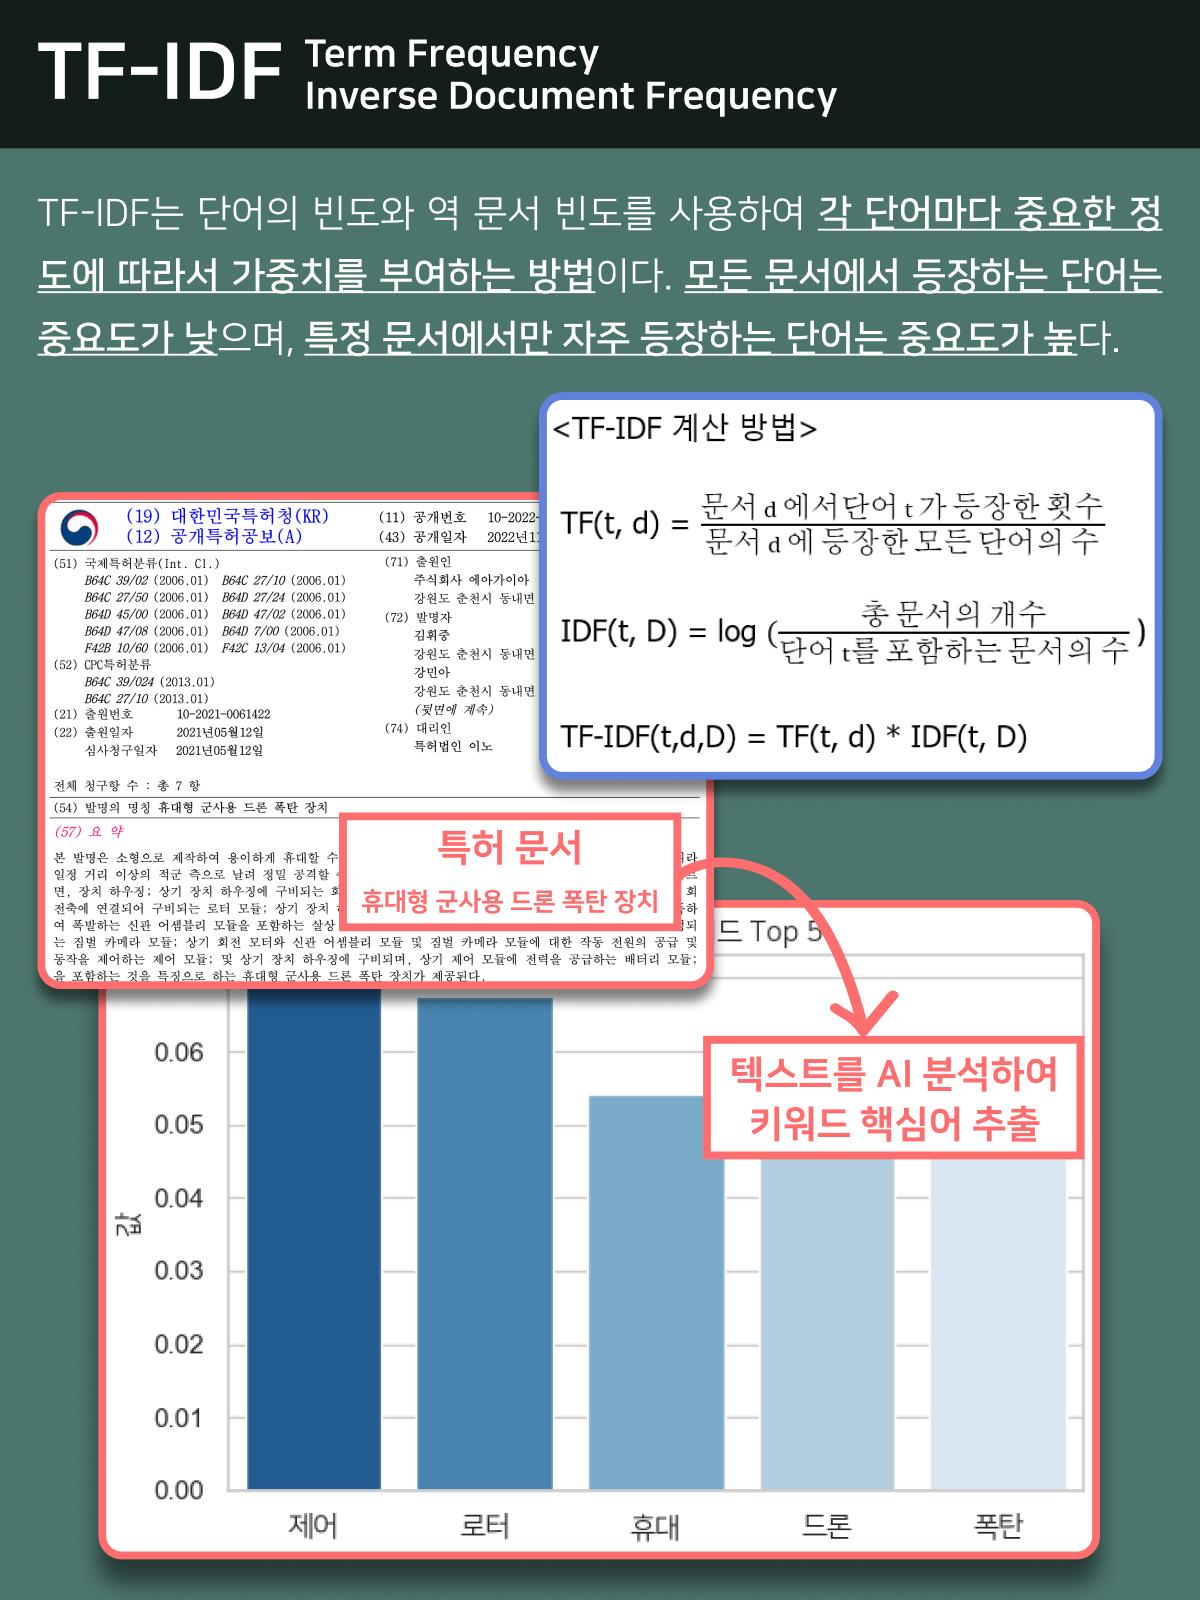 TF-IDF
Term Frequency
Inverse Document Frequency
TF-IDF는 단어의 빈도와 역 문서 빈도를 사용하여 각 단어마다 중요한 정
도에 따라서 가중치를 부여하는 방법이다. 모든 문서에서 등장하는 단어는
중요도가 낮으며, 특정 문서에서만 자주 등장하는 단어는 중요도가 높다.
<TF-IDF 계산 방법>
TF(t, d) = 문서 d 에서단어 t 가 등장한 횟수
문서 d 에 등장한 모든 단어의 수
IDF(t, D) = log ( 총 문서의 개수
단어 t를 포함하는 문서의 수 )
TF-IDF(t,d,D) = TF(t, d) * IDF(t, D)
(19) 대한민국특허청(KR)
(12) 공개특허공보(A)
(11) 공개번호 10-2022-
(43) 공개일자 2022년11
(51) 국제특허분류(Int. Cl.)
B64C 39/02 (2006.01) B64C 27/10 (2006.01)
B64C 27/50 (2006.01) B64D 27/24 (2006.01)
B64D 45/00 (2006.01) B64D 47/02 (2006.01)
B64D 47/08 (2006.01) B64D 7/00 (2006.01)
F42B 10/60 (2006.01) F42C 13/04 (2006.01)
(52) CPC특허분류
B64C 39/024 (2013.01)
B64C 27/10 (2013.01)
(21) 출원번호 10-2021-0061422
(22) 출원일자 2021년05월12일
심사청구일자 2021년05월12일
(71) 출원인
주식회사 에아가이아
강원도 춘천시 동내면
(72) 발명자
김휘중
강원도 춘천시 동내면
강민아
강원도 춘천시 동내면
(뒷면에 계속)
(74) 대리인
특허법인 이노
전체 청구항 수 : 총 7 항
(54) 발명의 명칭 휴대형 군사용 드론 폭탄 장치
(57) 요 약
본 발명은 소형으로 제작하여 용이하게 휴대할 수
일정 거리 이상의 적군 측으로 날려 정밀 공격할
면, 장치 하우징; 상기 장치 하우징에 구비되는 회
전축에 연결되어 구비되는 로터 모듈; 상기 장치
여 폭발하는 신관 어셈블리 모듈을 포함하는 살상
는 짐벌 카메라 모듈; 상기 회전 모터와 신관 어셈블리 모듈 및 짐벌 카메라 모듈에 대한 작동 전원의 공급 및
동작을 제어하는 제어 모듈; 및 상기 장치 하우징에 구비되며, 상기 제어 모듈에 전력을 공급하는 배터리 모듈;
을 포함하는 것을 특징으로 하는 휴대형 군사용 드론 폭탄 장치가 제공된다.
특허 문서
휴대형 군사용 드론 폭탄 장치
드 Top 5
텍스트를 AI 분석하여
키워드 핵심어 추출
값
0.06
0.05
0.04
0.03
0.02
0.01
0.00
제어 로터 휴대 드론 폭탄